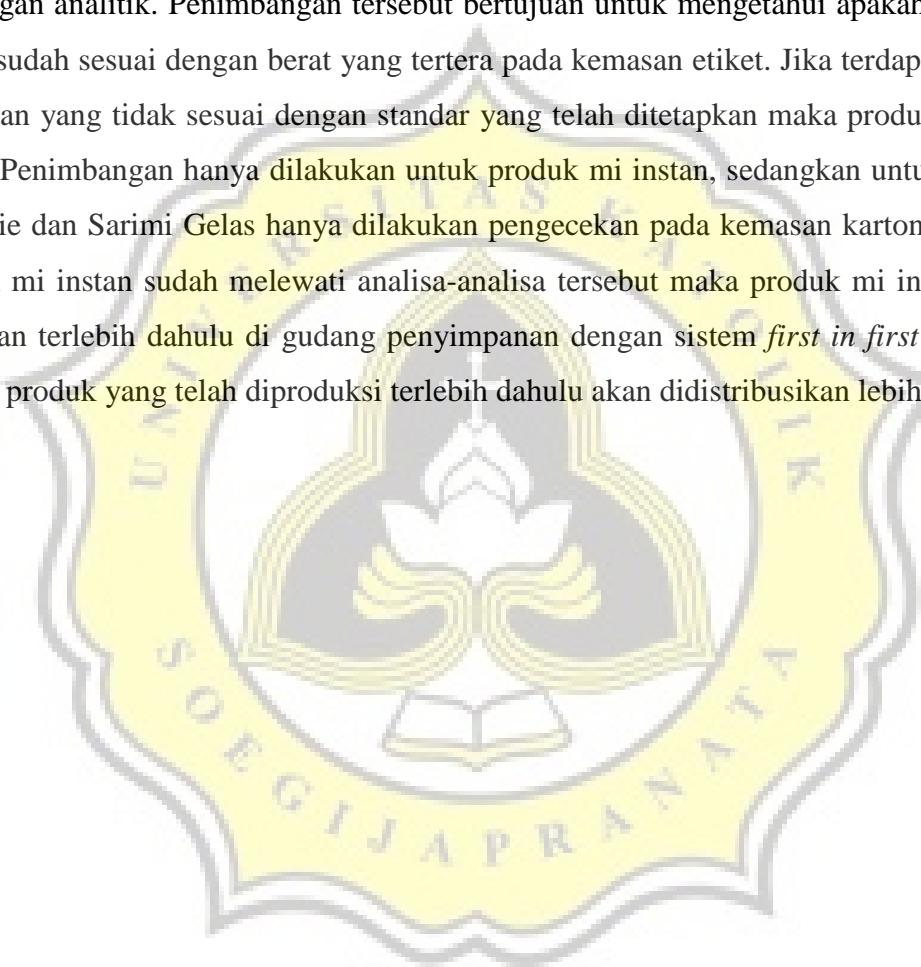 gan analitik. Penimbangan tersebut bertujuan untuk mengetahui apakah
sudah sesuai dengan berat yang tertera pada kemasan etiket. Jika terdap
an yang tidak sesuai dengan standar yang telah ditetapkan maka produ
Penimbangan hanya dilakukan untuk produk mi instan, sedangkan untu
ie dan Sarimi Gelas hanya dilakukan pengecekan pada kemasan karton
mi instan sudah melewati analisa-analisa tersebut maka produk mi in
an terlebih dahulu di gudang penyimpanan dengan sistem first in first
produk yang telah diproduksi terlebih dahulu akan didistribusikan lebih
UNIVERSITAS KATOLIK
SOEGIJAPRANATA